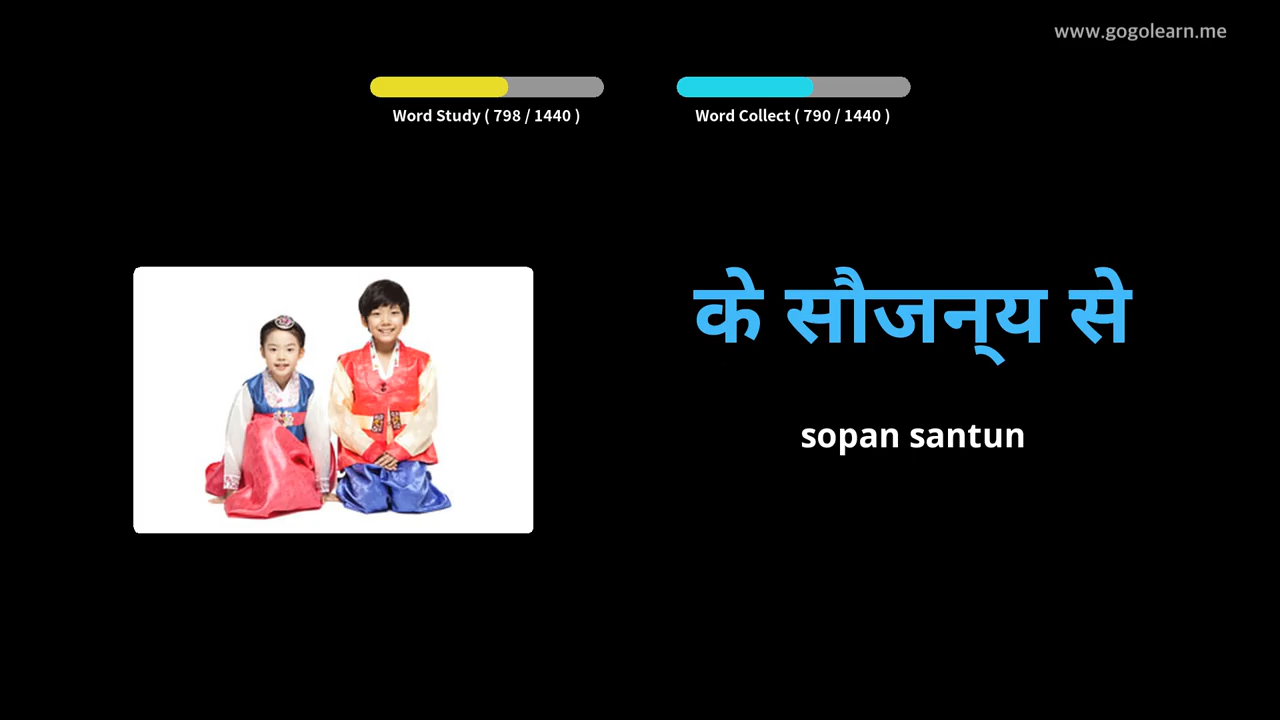 www.gogolearn.me
Word Study ( 798 / 1440 )
Word Collect ( 790 / 1440 )
के सौजन्‌य से
sopan santun